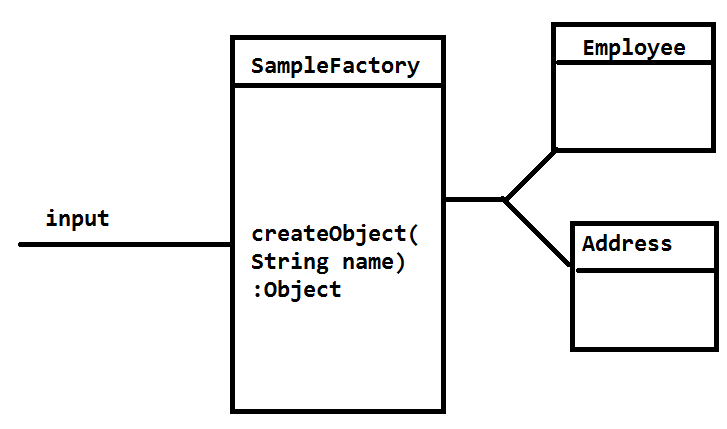 input
SampleFactory
createObject(
String name)
:Object
Employee
Address